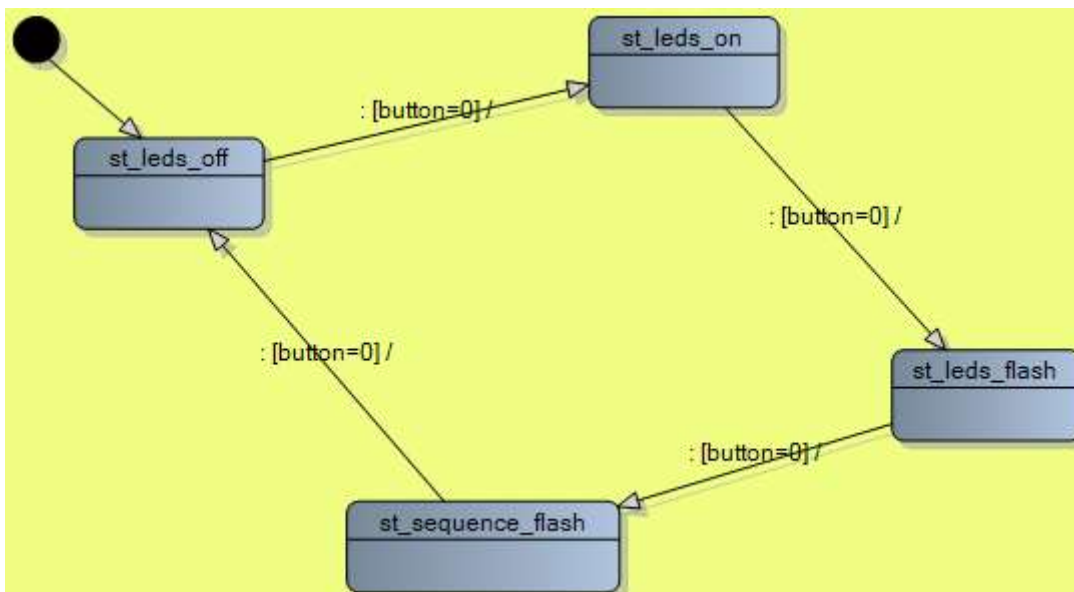 st_leds_on
: [button=0] /
st_leds_off
: [button=0] /
: [button=0] /
st_leds_flash
: [button=0] /
st_sequence_flash